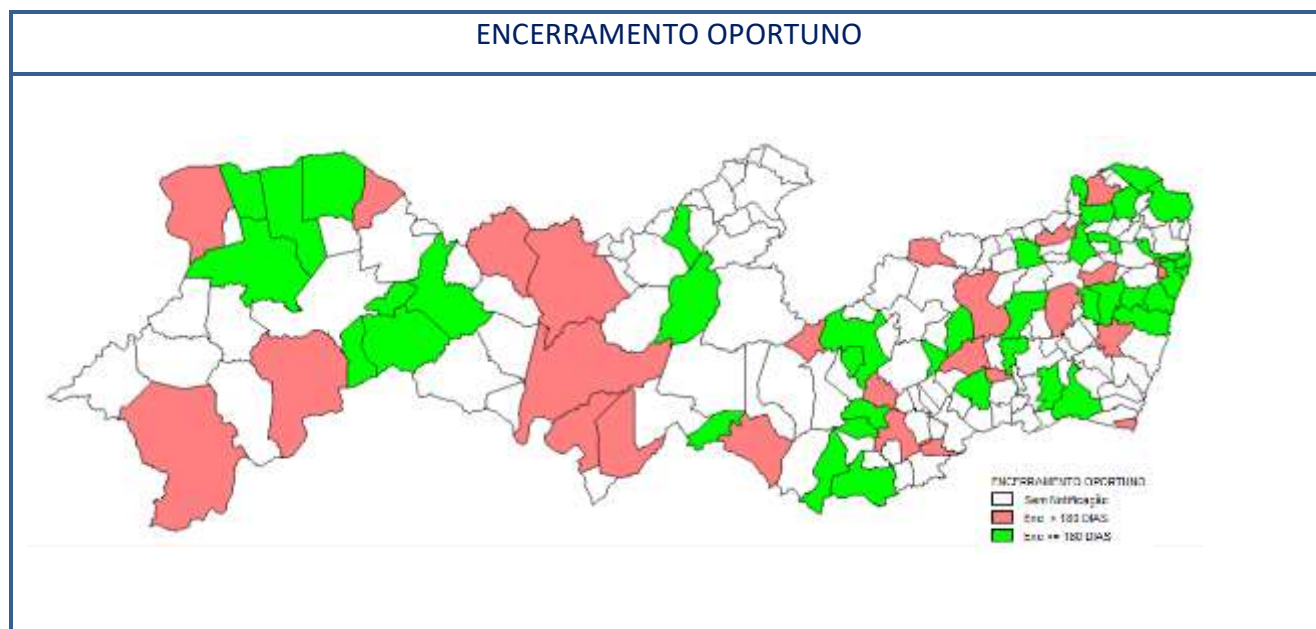 ENCERRAMENTO OPORTUNO
ENCERRAMENTO OPORTUNO
Sem Notificação
Enc > 180 DIAS
Enc <= 180 DIAS